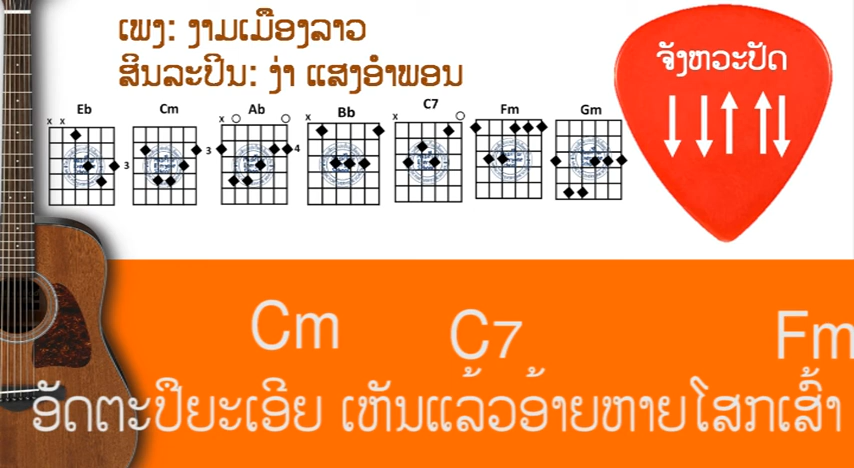 ເພງ: ງາມເມືອງລາວ
ສິນລະປິນ: ງ່າ ແສງອຳພອນ
ຈັງຫວະປັດ
Eb Cm Ab Bb C7 Fm Gm
x x x x x
3 3 4
Cm C7 Fm
ອັດຕະປືຍະເອີຍ ເຫັນແລ້ວອ້າຍຫາຍໂສກເສົ້າ